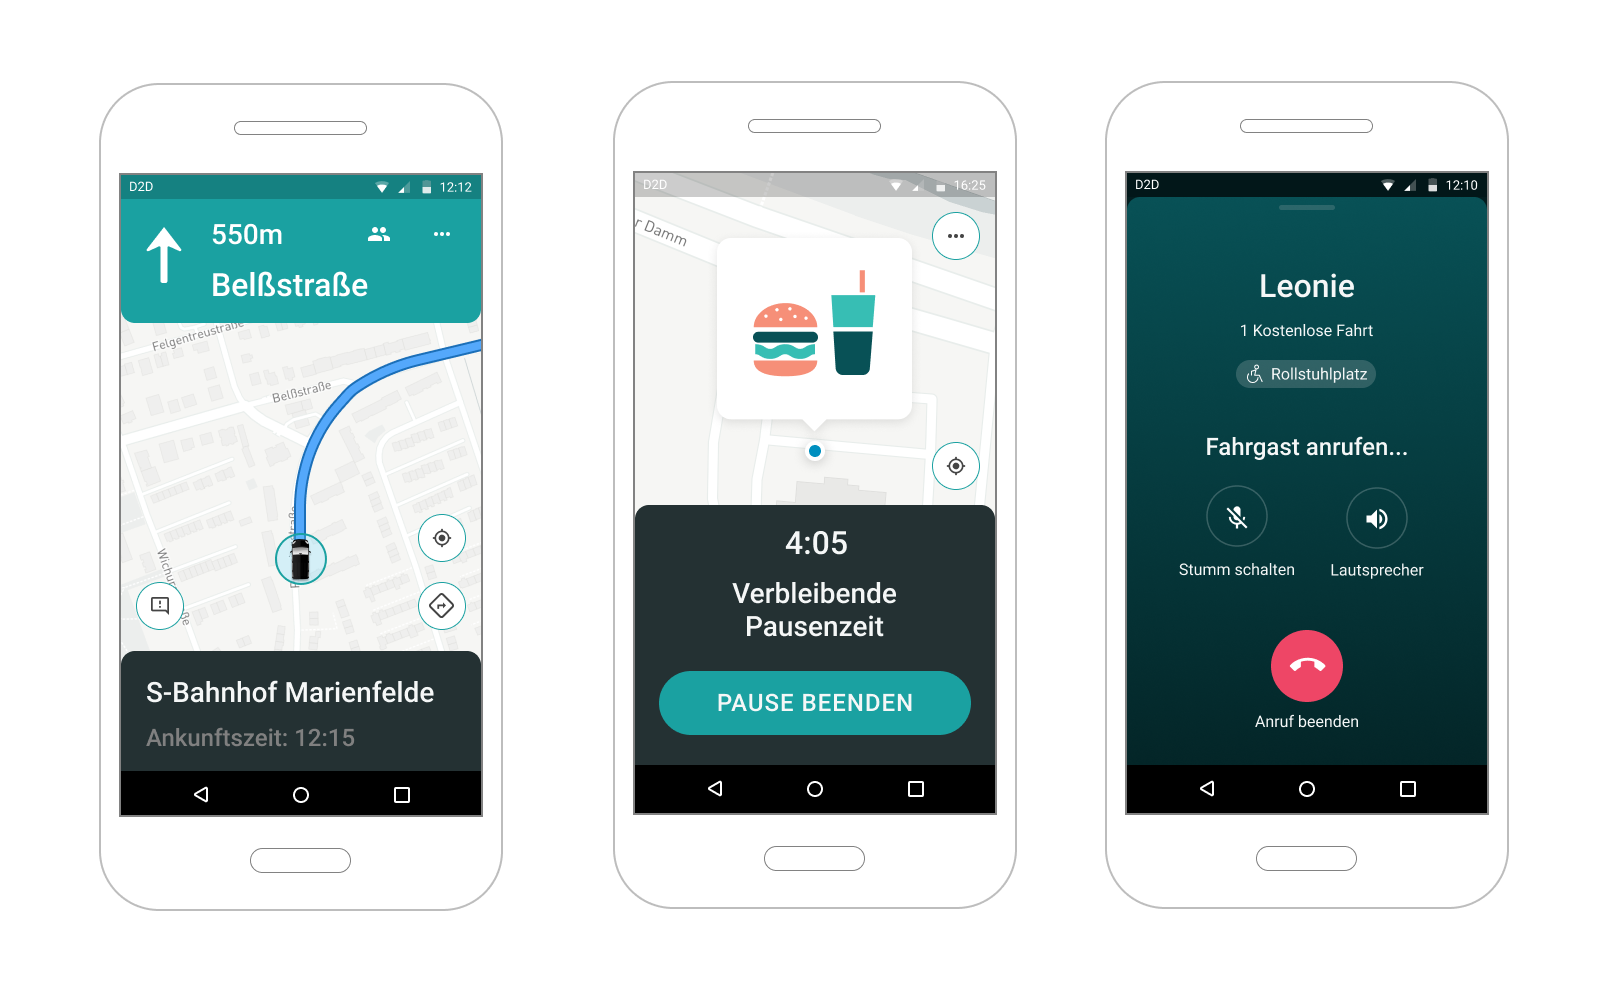 D2D
12:12
550m
Belßstraße
Felgentreustraße
Belßstraße
S-Bahnhof Marienfelde
Ankunftszeit: 12:15
D2D
16:25
r Damm
4:05
Verbleibende
Pausenzeit
PAUSE BEENDEN
D2D
12:10
Leonie
1 Kostenlose Fahrt
Rollstuhlplatz
Fahrgast anrufen...
Stumm schalten
Lautsprecher
Anruf beenden